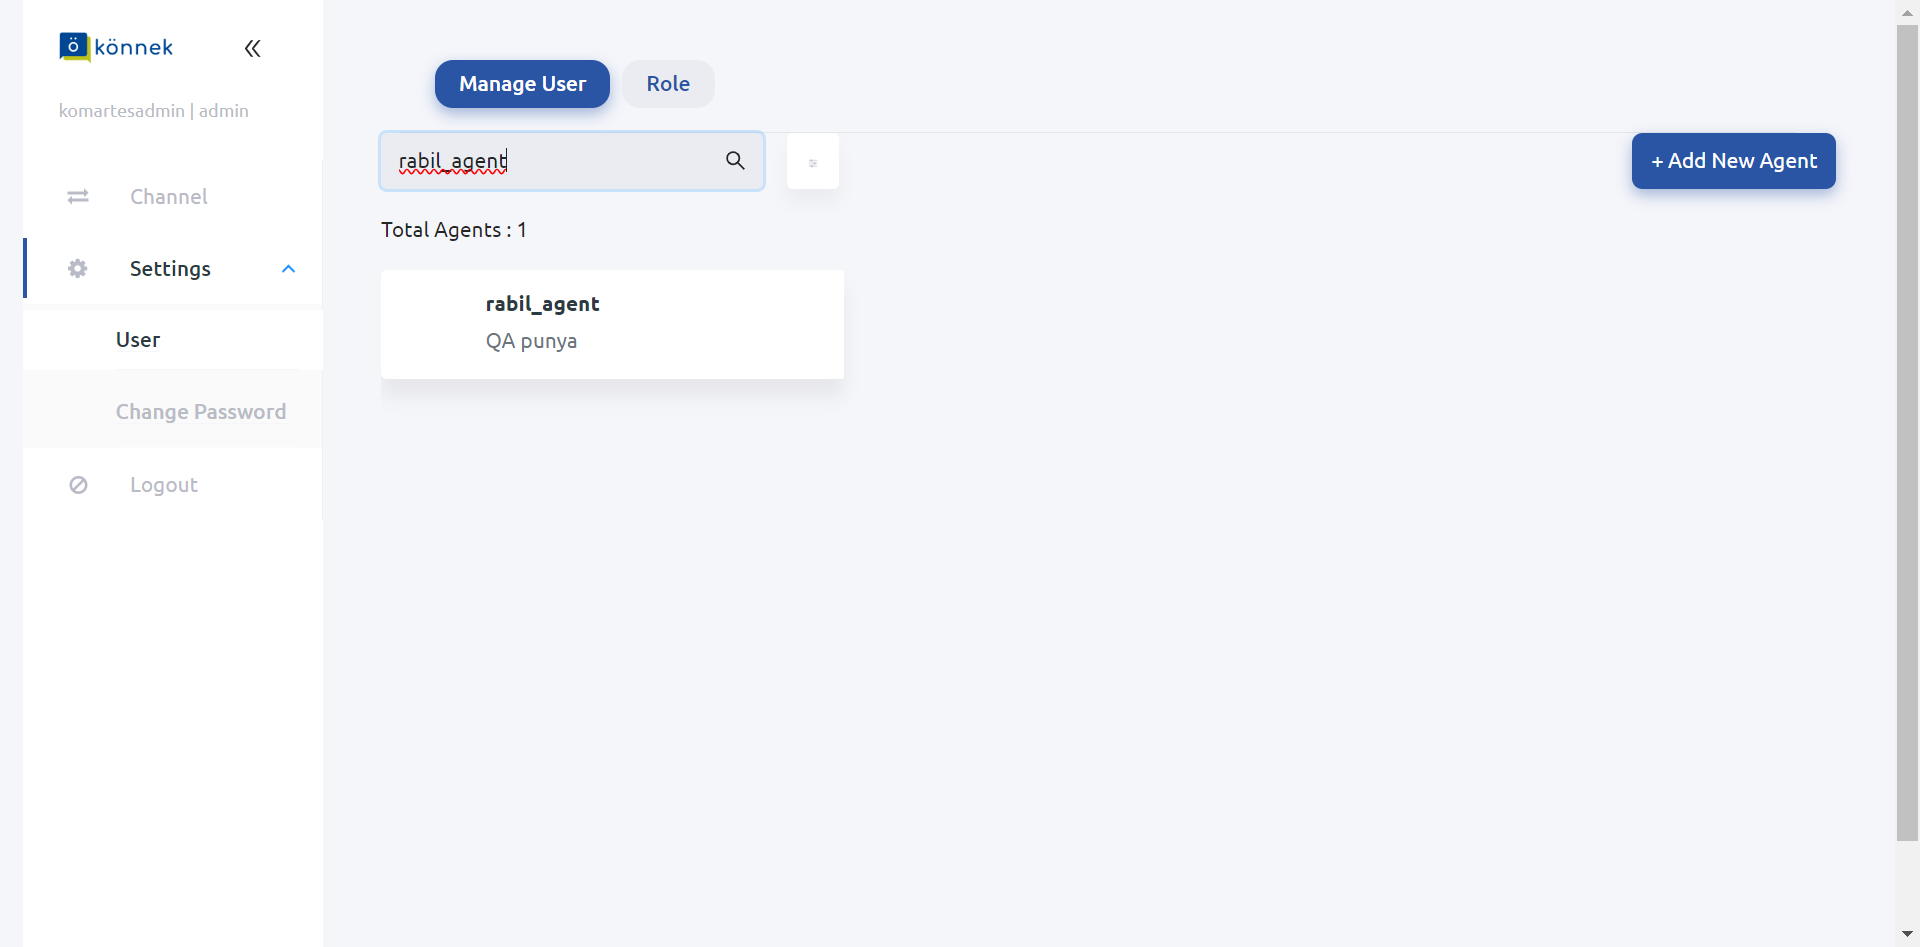 könnek
komartesadmin | admin
Channel
Settings
User
Change Password
Logout
Manage User
Role
rabil_agent
+ Add New Agent
Total Agents : 1
rabil_agent
QA punya